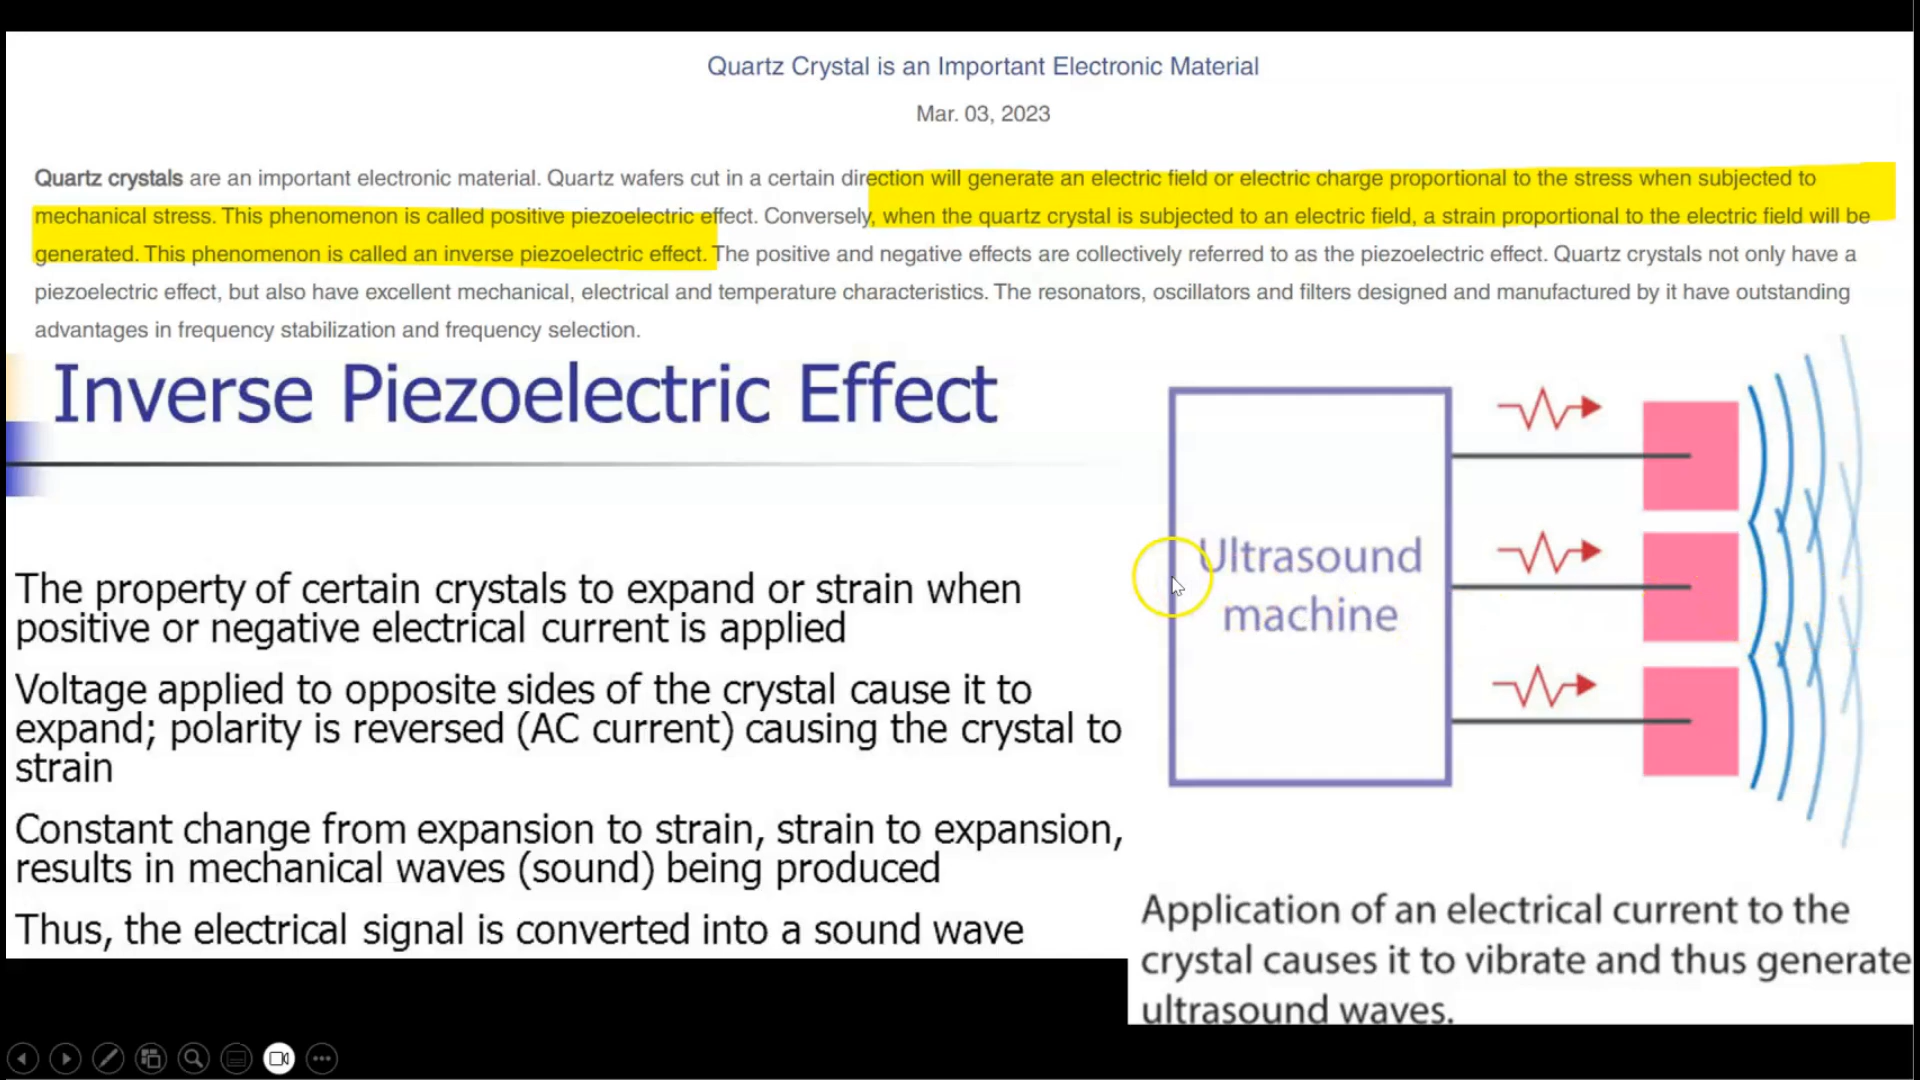 Quartz Crystal is an Important Electronic Material
Mar. 03, 2023
Quartz crystals are an important electronic material. Quartz wafers cut in a certain direction will generate an electric field or electric charge proportional to the stress when subjected to
mechanical stress. This phenomenon is called positive piezoelectric effect. Conversely, when the quartz crystal is subjected to an electric field, a strain proportional to the electric field will be
generated. This phenomenon is called an inverse piezoelectric effect. The positive and negative effects are collectively referred to as the piezoelectric effect. Quartz crystals not only have a
piezoelectric effect, but also have excellent mechanical, electrical and temperature characteristics. The resonators, oscillators and filters designed and manufactured by it have outstanding
advantages in frequency stabilization and frequency selection.
Inverse Piezoelectric Effect
The property of certain crystals to expand or strain when
positive or negative electrical current is applied
Voltage applied to opposite sides of the crystal cause it to
expand; polarity is reversed (AC current) causing the crystal to
strain
Constant change from expansion to strain, strain to expansion,
results in mechanical waves (sound) being produced
Thus, the electrical signal is converted into a sound wave
Ultrasound
machine
Application of an electrical current to the
crystal causes it to vibrate and thus generate
ultrasound waves.